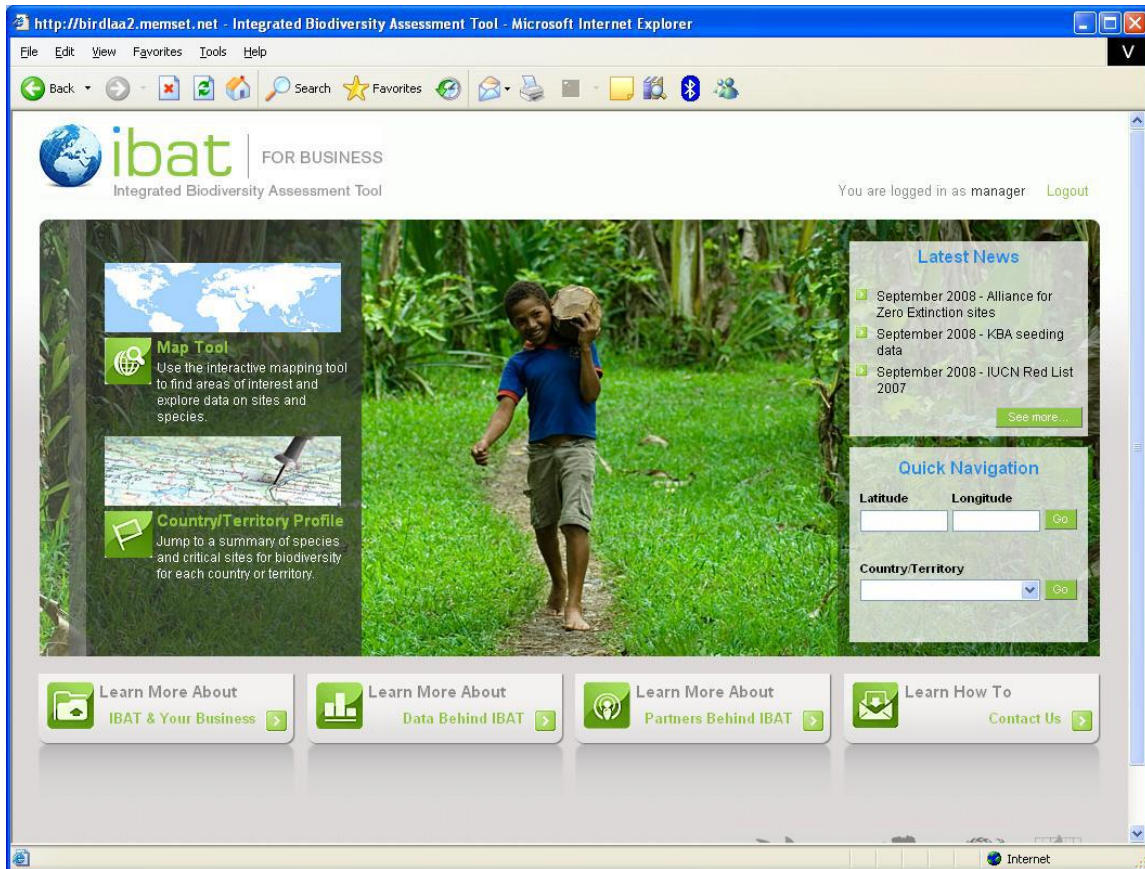 http://birdlaa2.memset.net - Integrated Biodiversity Assessment Tool - Microsoft Internet Explorer
File Edit View Favorites Tools Help
Back Search Favorites
ibat FOR BUSINESS
Integrated Biodiversity Assessment Tool
You are logged in as manager Logout
Map Tool
Use the interactive mapping tool
to find areas of interest and
explore data on sites and
species.
Country/Territory Profile
Jump to a summary of species
and critical sites for biodiversity
for each country or territory.
Latest News
September 2008 - Alliance for
Zero Extinction sites
September 2008 - KBA seeding
data
September 2008 - IUCN Red List
2007
See more...
Quick Navigation
Latitude Longitude
Go
Country/Territory
Go
Learn More About
IBAT & Your Business
Learn More About
Data Behind IBAT
Learn More About
Partners Behind IBAT
Learn How To
Contact Us
Internet